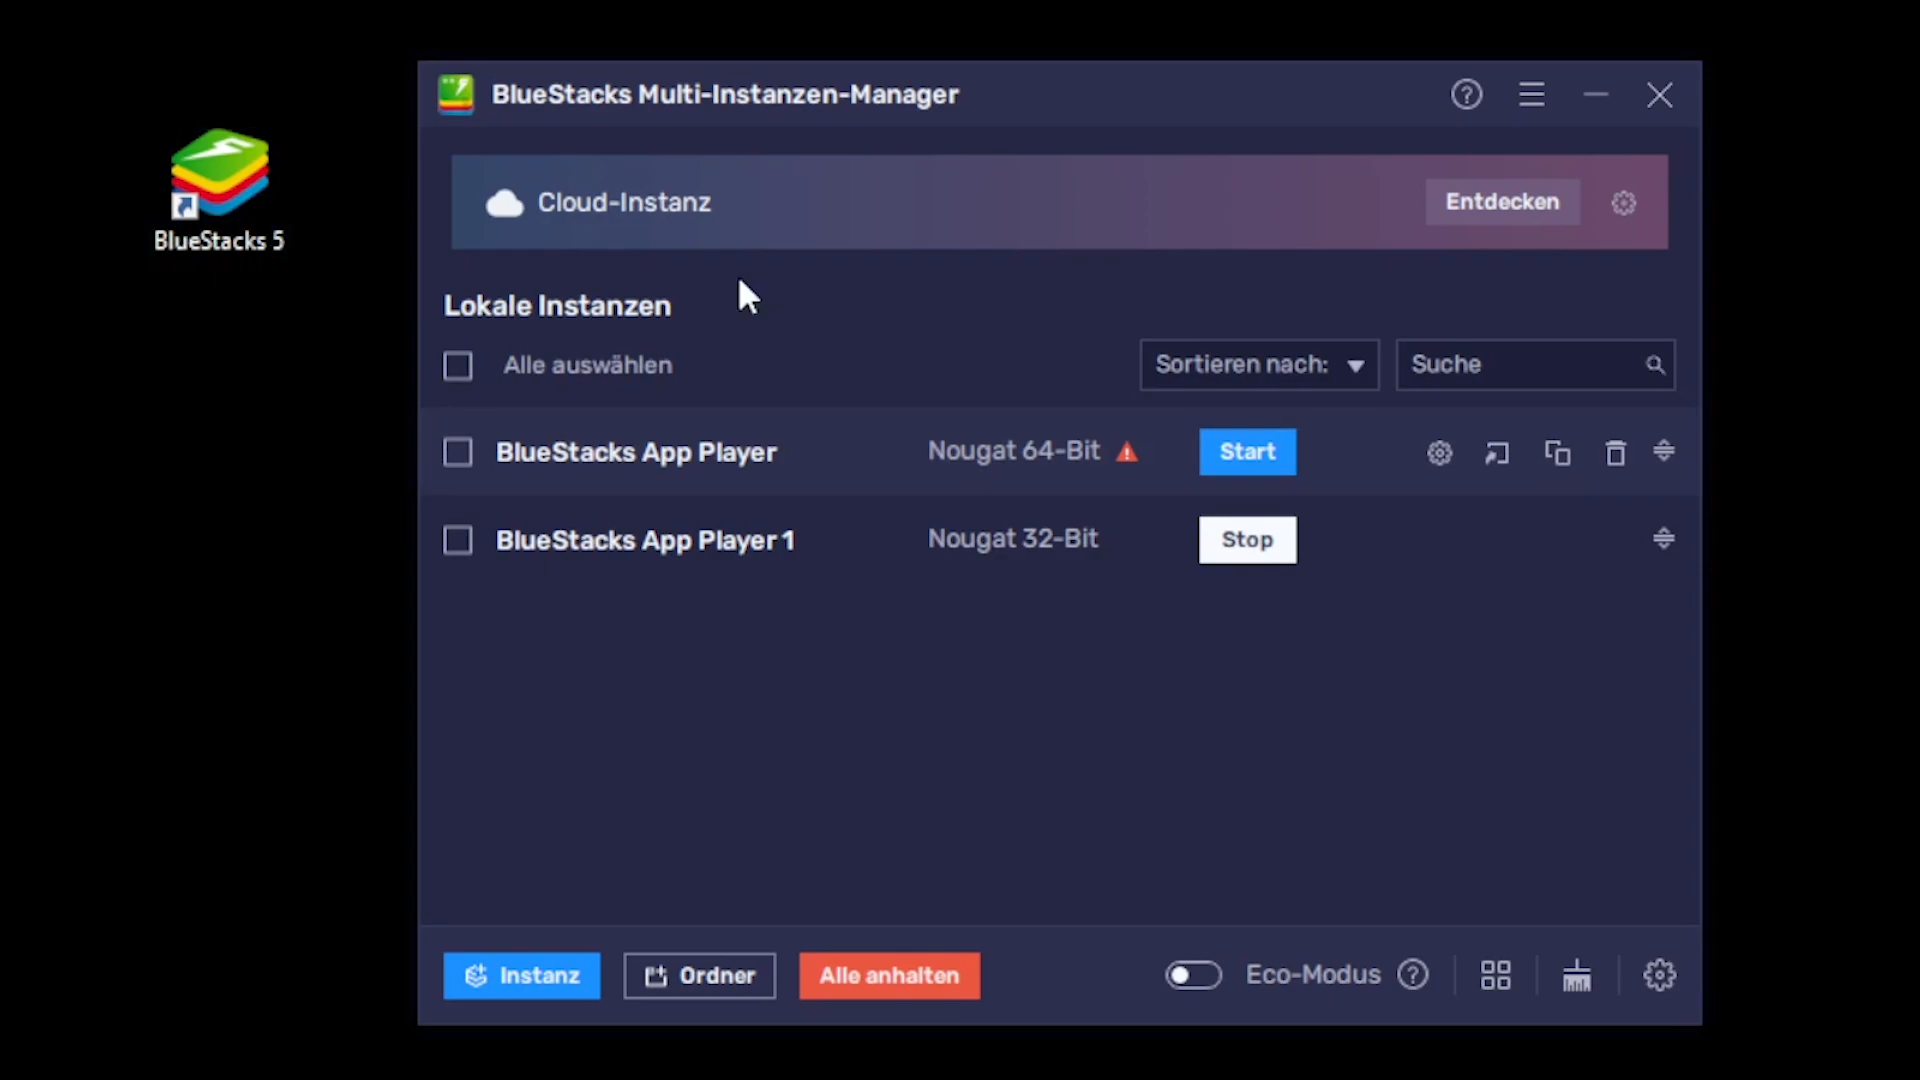 BlueStacks 5
BlueStacks Multi-Instanzen-Manager
Cloud-Instanz
Entdecken
Lokale Instanzen
Alle auswählen
Sortieren nach:
Suche
BlueStacks App Player
Nougat 64-Bit
Start
BlueStacks App Player 1
Nougat 32-Bit
Stop
Instanz
Ordner
Alle anhalten
Eco-Modus